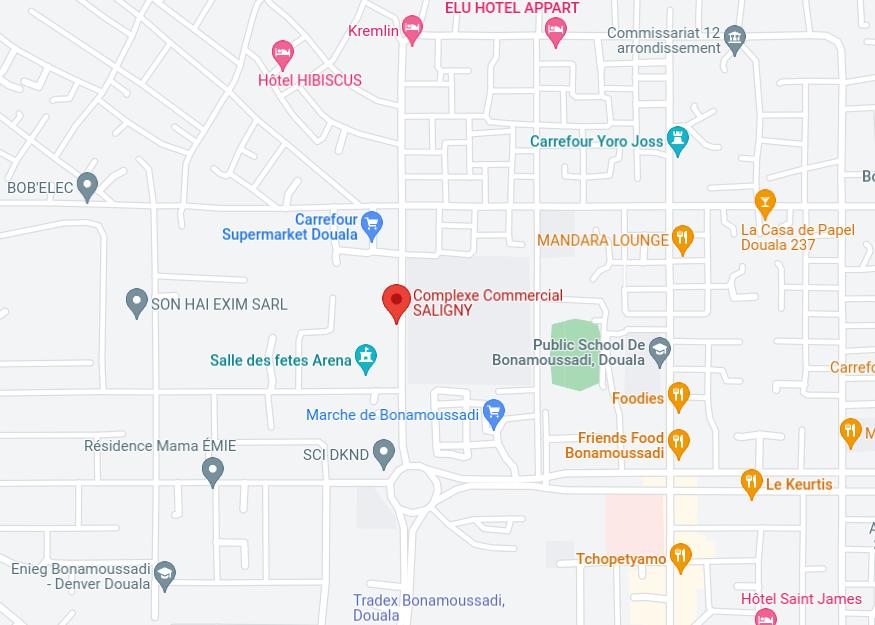 ELU HOTEL APPART
Kremlin
Commissariat 12
arrondissement
Hôtel HIBISCUS
Carrefour Yoro Joss
BOB'ELEC
Carrefour
Supermarket Douala
MANDARA LOUNGE
La Casa de Papel
Douala 237
SON HAI EXIM SARL
Complexe Commercial
SALIGNY
Salle des fetes Arena
Public School De
Bonamoussadi, Douala
Foodies
Marche de Bonamoussadi
Friends Food
Bonamoussadi
Résidence Mama ÉMIE
SCI DKND
Le Keurtis
Enieg Bonamoussadi
- Denver Douala
Tchopetyamo
Tradex Bonamoussadi,
Douala
Hôtel Saint James